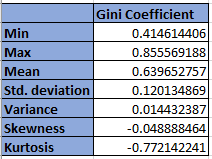 Gini Coefficient
Min 0.414614406
Max 0.855569188
Mean 0.639652757
Std. deviation 0.120134869
Variance 0.014432387
Skewness -0.048888464
Kurtosis -0.772142241